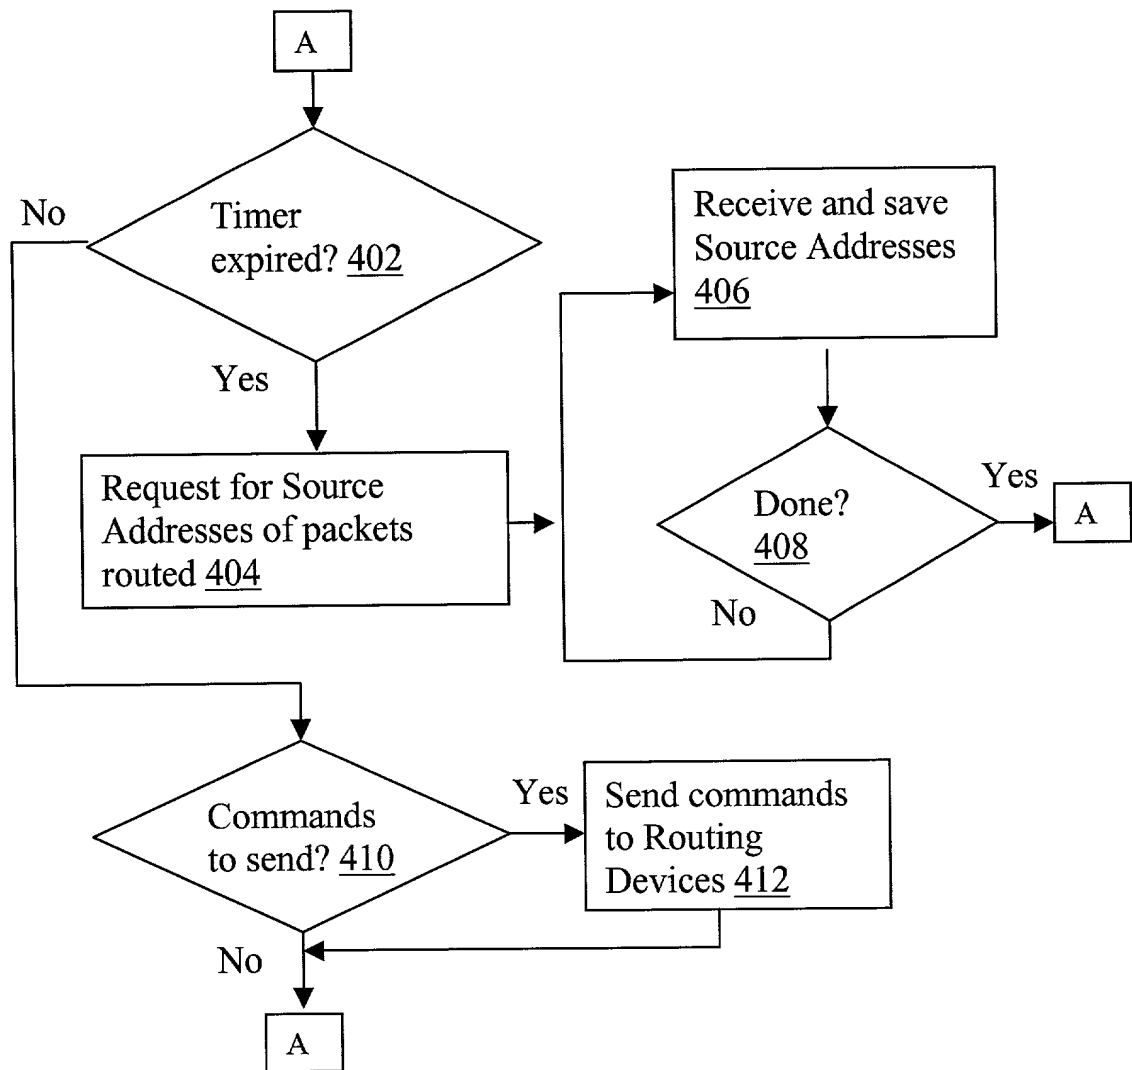 A
No
Timer
expired? 402
Yes
Request for Source
Addresses of packets
routed 404
Receive and save
Source Addresses
406
Done?
408
Yes
A
No
Commands
to send? 410
Yes
Send commands
to Routing
Devices 412
No
A